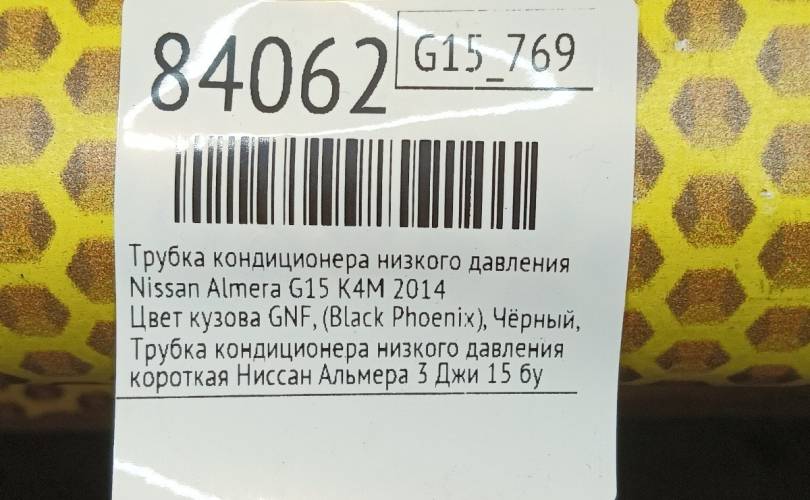 84062
G15_769
Трубка кондиционера низкого давления
Nissan Almera G15 K4M 2014
Цвет кузова GNF, (Black Phoenix), Чёрный,
Трубка кондиционера низкого давления
короткая Ниссан Альмера 3 Джи 15 бу